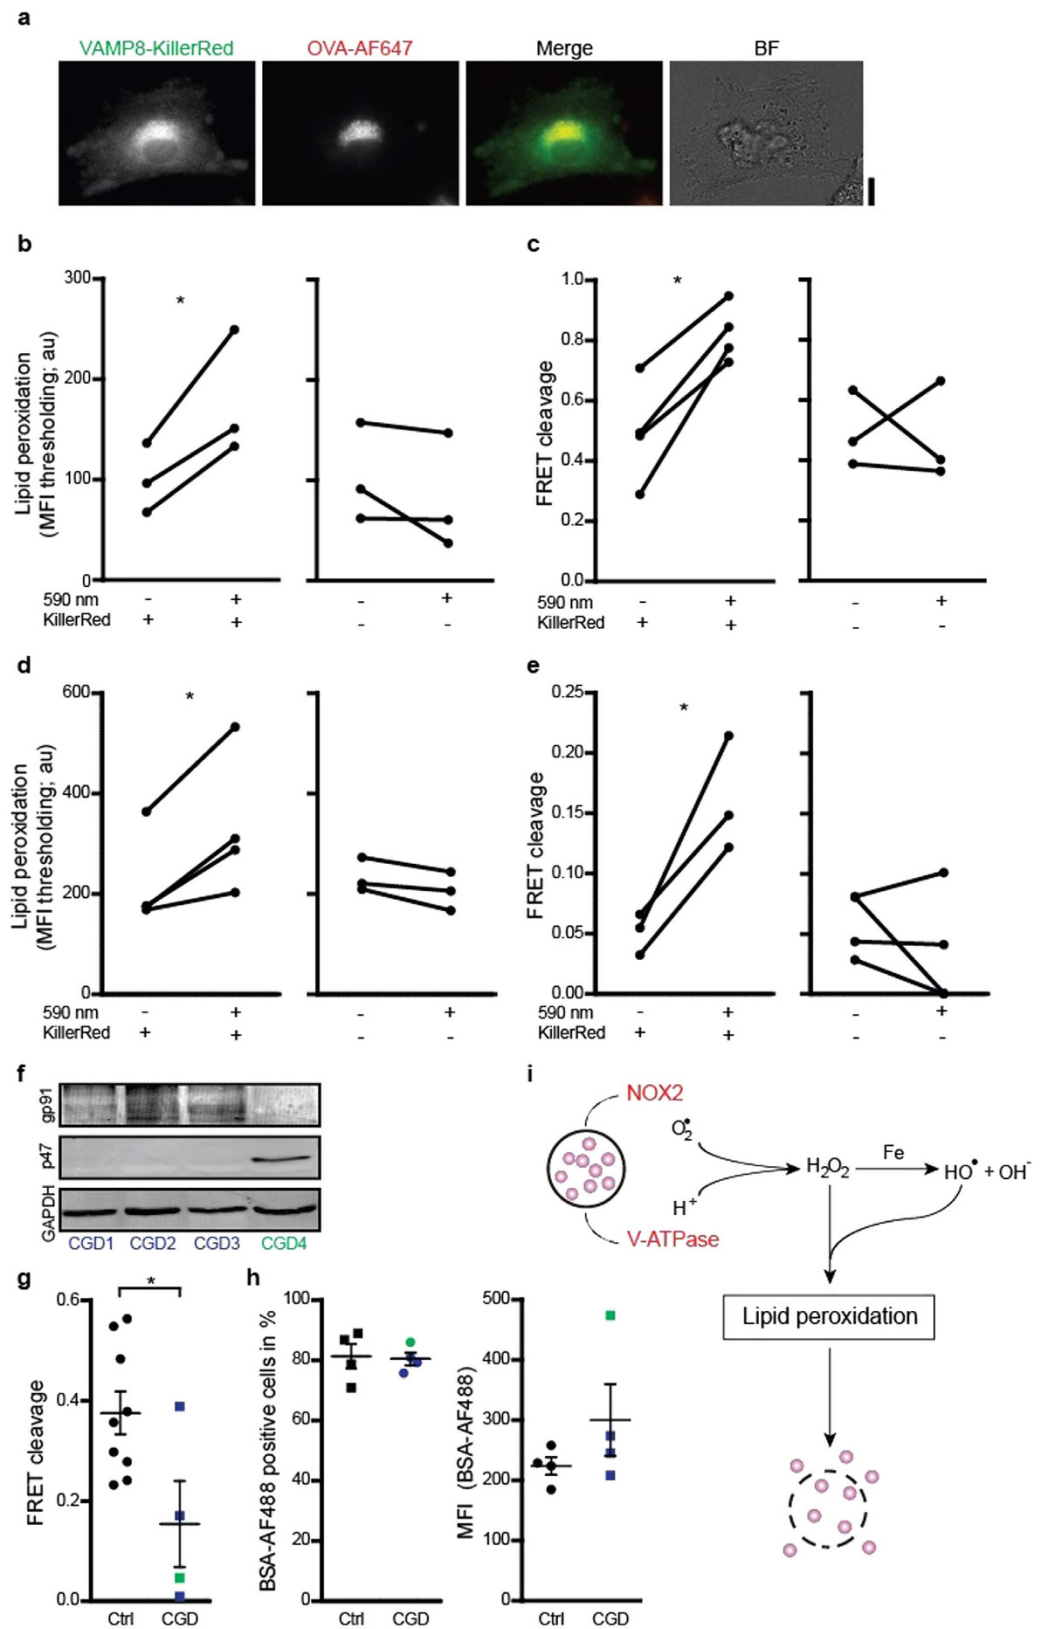 a
VAMP8-KillerRed OVA-AF647 Merge BF
b
Lipid peroxidation
(MFI thresholding; au)
300
200
100
0
*
590 nm - + - +
KillerRed + + - -
c
FRET cleavage
1.0
0.8
0.6
0.4
0.2
0.0
*
590 nm - + - +
KillerRed + + - -
d
Lipid peroxidation
(MFI thresholding; au)
600
400
200
0
*
590 nm - + - +
KillerRed + + - -
e
FRET cleavage
0.25
0.20
0.15
0.10
0.05
0.00
*
590 nm - + - +
KillerRed + + - -
f
gp91
p47
GAPDH
CGD1 CGD2 CGD3 CGD4
g
FRET cleavage
0.6
0.4
0.2
0.0
*
Ctrl CGD
h
BSA-AF488 positive cells in %
100
80
60
40
20
0
Ctrl CGD
MFI (BSA-AF488)
500
400
300
200
100
0
Ctrl CGD
i
NOX2
O₂•
H⁺
V-ATPase
H₂O₂
Fe
HO• + OH⁻
Lipid peroxidation